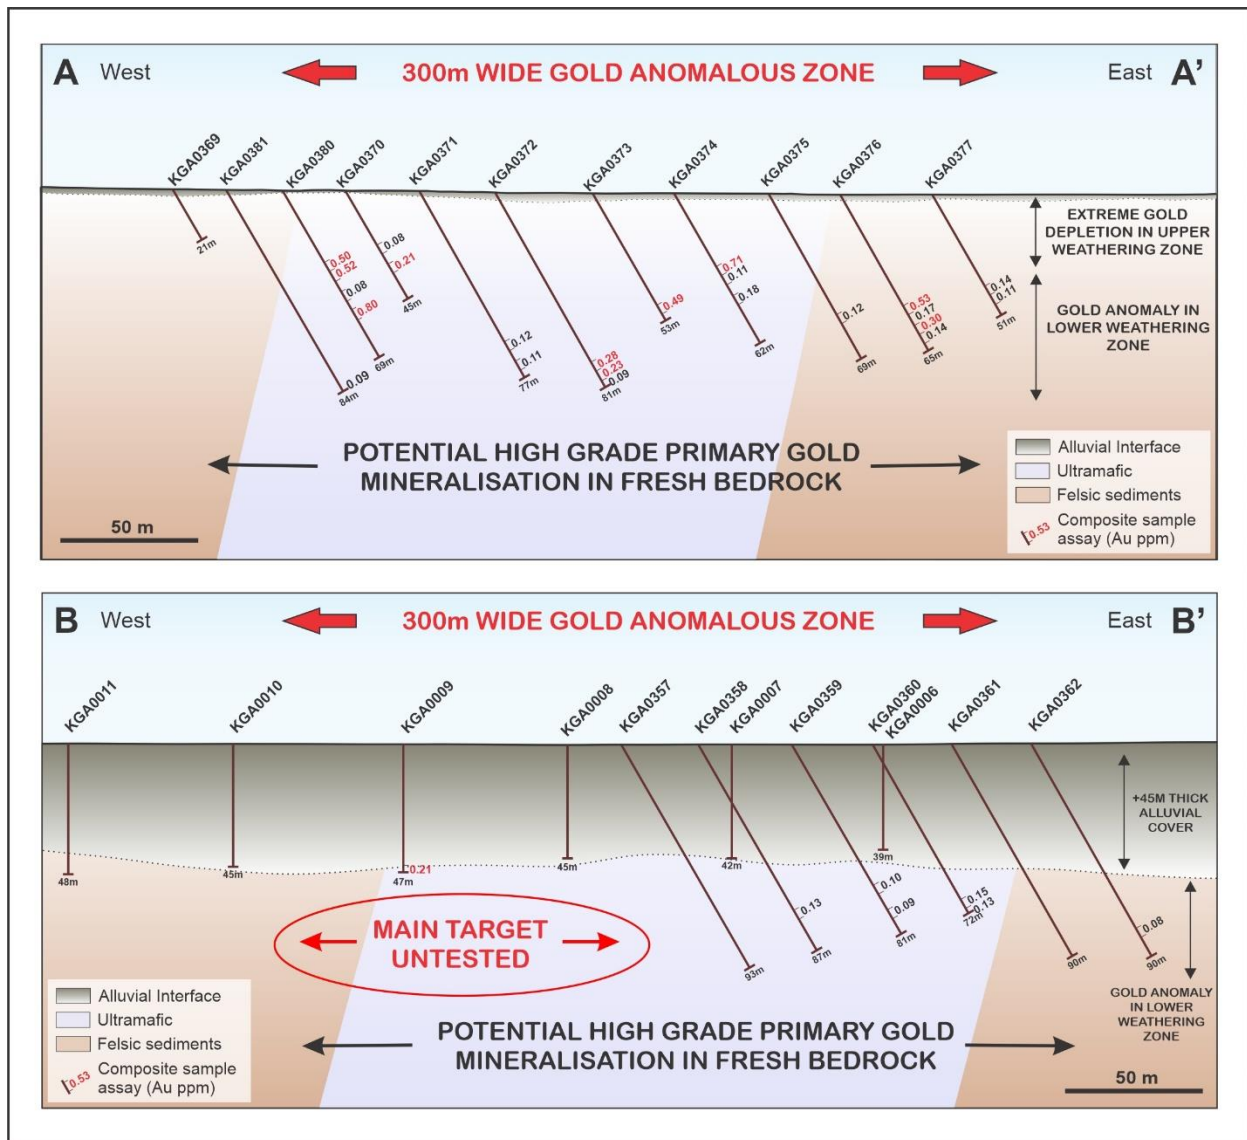 A West
300m WIDE GOLD ANOMALOUS ZONE
East A'
KGA0369
KGA0381
KGA0380
KGA0370
KGA0371
KGA0372
KGA0373
KGA0374
KGA0375
KGA0376
KGA0377
21m
0.09
84m
0.50
0.52
0.08
0.80
69m
0.08
0.21
45m
0.12
0.11
77m
0.28
0.23
0.09
81m
0.49
53m
0.71
0.11
0.18
62m
0.12
69m
0.53
0.17
0.30
0.14
65m
0.14
0.11
51m
EXTREME GOLD
DEPLETION IN UPPER
WEATHERING ZONE
GOLD ANOMALY IN
LOWER WEATHERING
ZONE
POTENTIAL HIGH GRADE PRIMARY GOLD
MINERALISATION IN FRESH BEDROCK
50 m
Alluvial Interface
Ultramafic
Felsic sediments
0.53
Composite sample
assay (Au ppm)
B West
300m WIDE GOLD ANOMALOUS ZONE
East B'
KGA0011
KGA0010
KGA0009
KGA0008
KGA0357
KGA0358
KGA0007
KGA0359
KGA0360
KGA0006
KGA0361
KGA0362
48m
45m
0.21
47m
45m
93m
0.13
87m
42m
0.10
0.09
81m
39m
0.15
0.13
72m
90m
0.08
90m
+45M THICK
ALLUVIAL
COVER
GOLD ANOMALY
IN LOWER
WEATHERING
ZONE
MAIN TARGET
UNTESTED
POTENTIAL HIGH GRADE PRIMARY GOLD
MINERALISATION IN FRESH BEDROCK
Alluvial Interface
Ultramafic
Felsic sediments
0.53
Composite sample
assay (Au ppm)
50 m